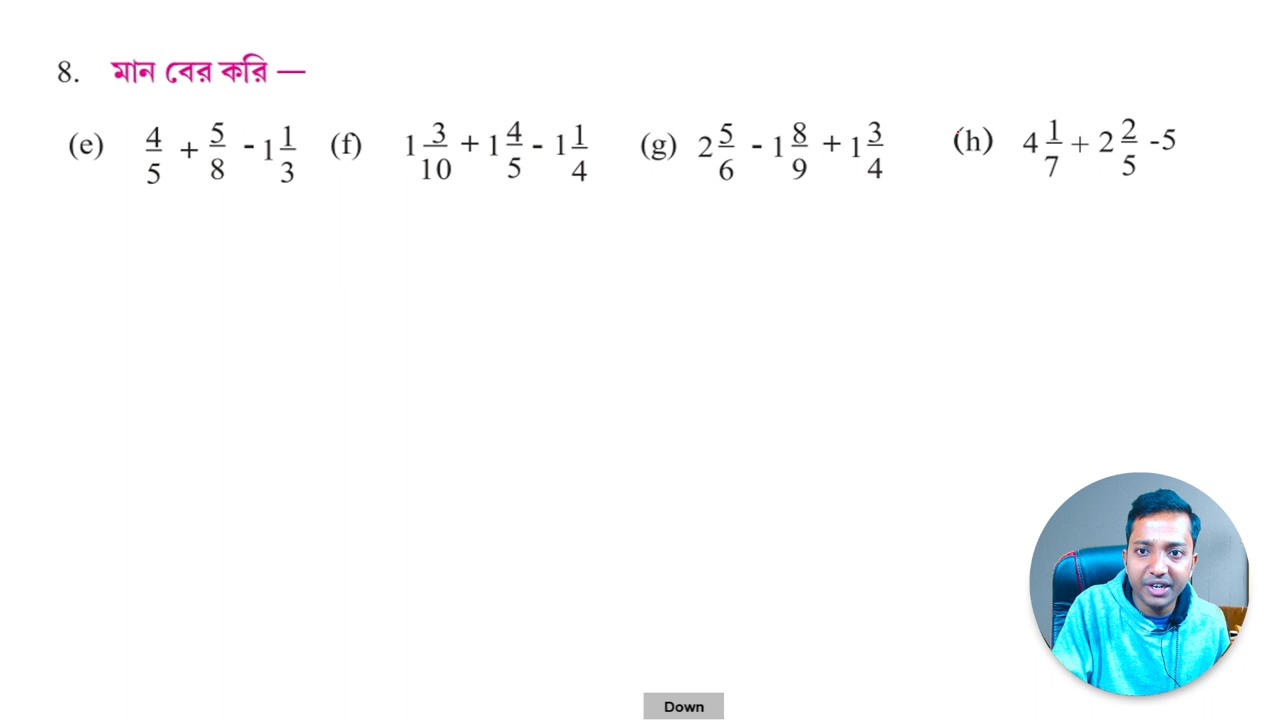 8. মান বের করি —
(e) 4/5 + 5/8 - 1 1/3 (f) 1 3/10 + 1 4/5 - 1 1/4 (g) 2 5/6 - 1 8/9 + 1 3/4 (h) 4 1/7 + 2 2/5 -5
Down